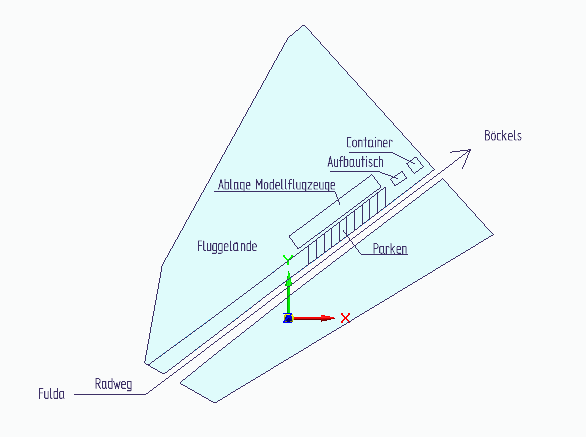 Böckels
Container
Aufbautisch
Ablage Modellflugzeuge
Fluggelände
Parken
Y
X
Radweg
Fulda